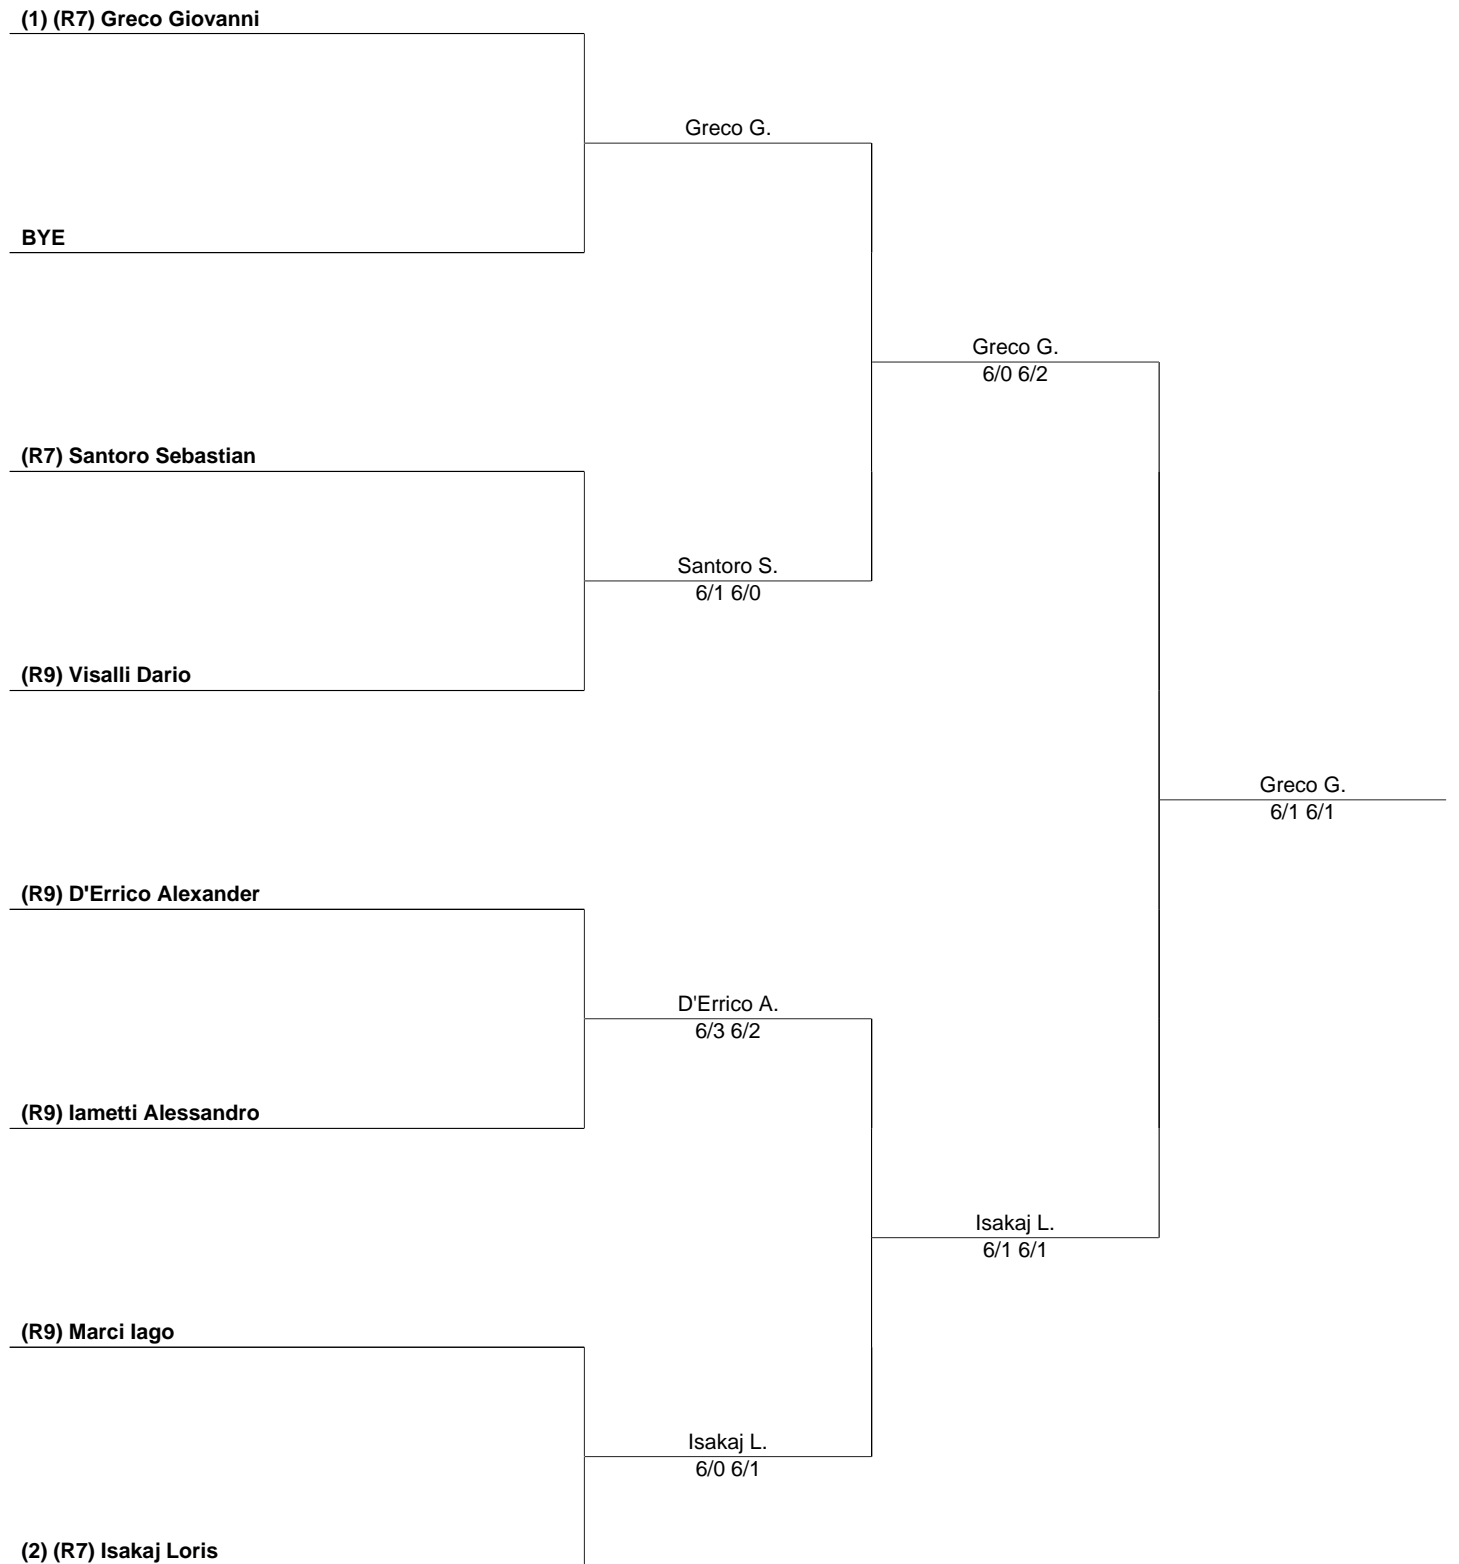 (1) (R7) Greco Giovanni
Greco G.
BYE
Greco G.
6/0 6/2
(R7) Santoro Sebastian
Santoro S.
6/1 6/0
(R9) Visalli Dario
Greco G.
6/1 6/1
(R9) D'Errico Alexander
D'Errico A.
6/3 6/2
(R9) Iametti Alessandro
Isakaj L.
6/1 6/1
(R9) Marci Iago
Isakaj L.
6/0 6/1
(2) (R7) Isakaj Loris